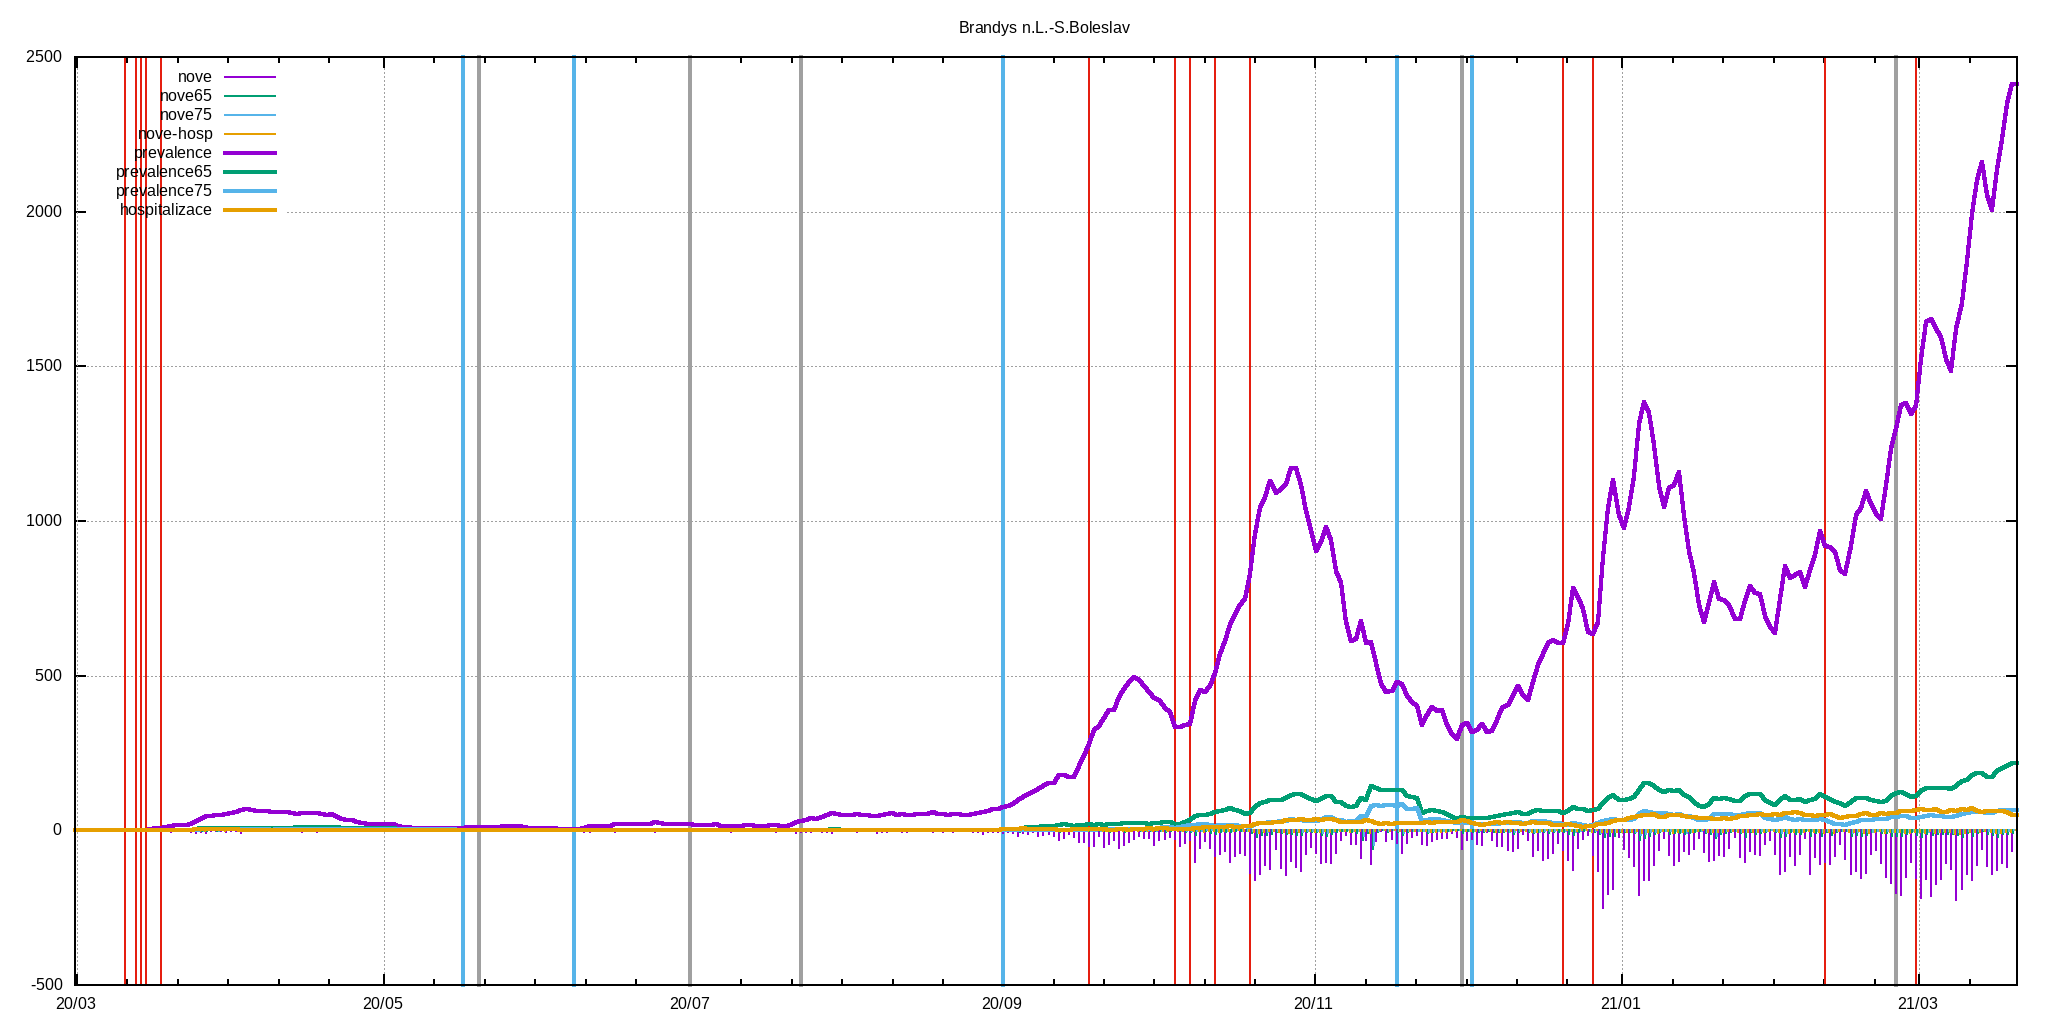 Brandys n.L.-S.Boleslav
2500
nove
nove65
nove75
nove-hosp
prevalence
prevalence65
prevalence75
hospitalizace
2000
1500
1000
500
0
-500
20/03 20/05 20/07 20/09 20/11 21/01 21/03